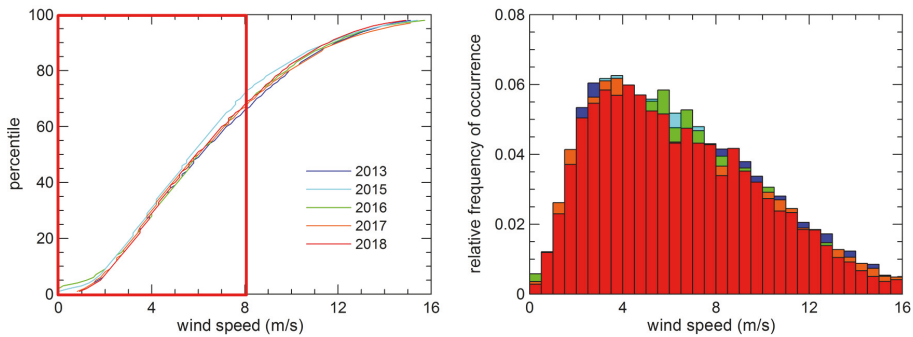 100
80
60
40
20
0
percentile
2013
2015
2016
2017
2018
0 4 8 12 16
wind speed (m/s)
0.08
0.06
0.04
0.02
0
relative frequency of occurrence
0 4 8 12 16
wind speed (m/s)